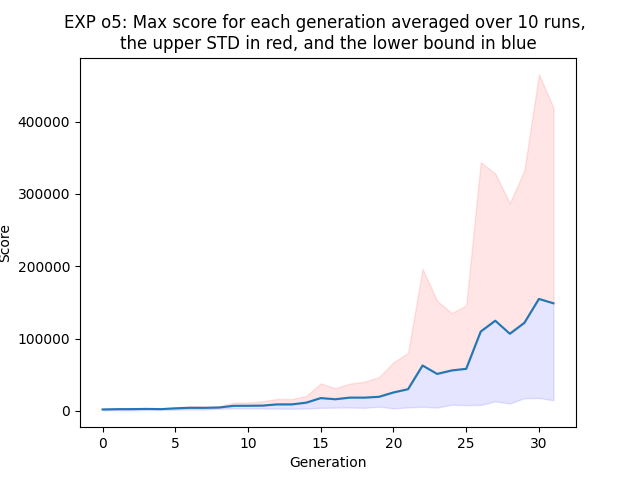 EXP o5: Max score for each generation averaged over 10 runs,
the upper STD in red, and the lower bound in blue
400000
300000
200000
100000
0
Score
0 5 10 15 20 25 30
Generation